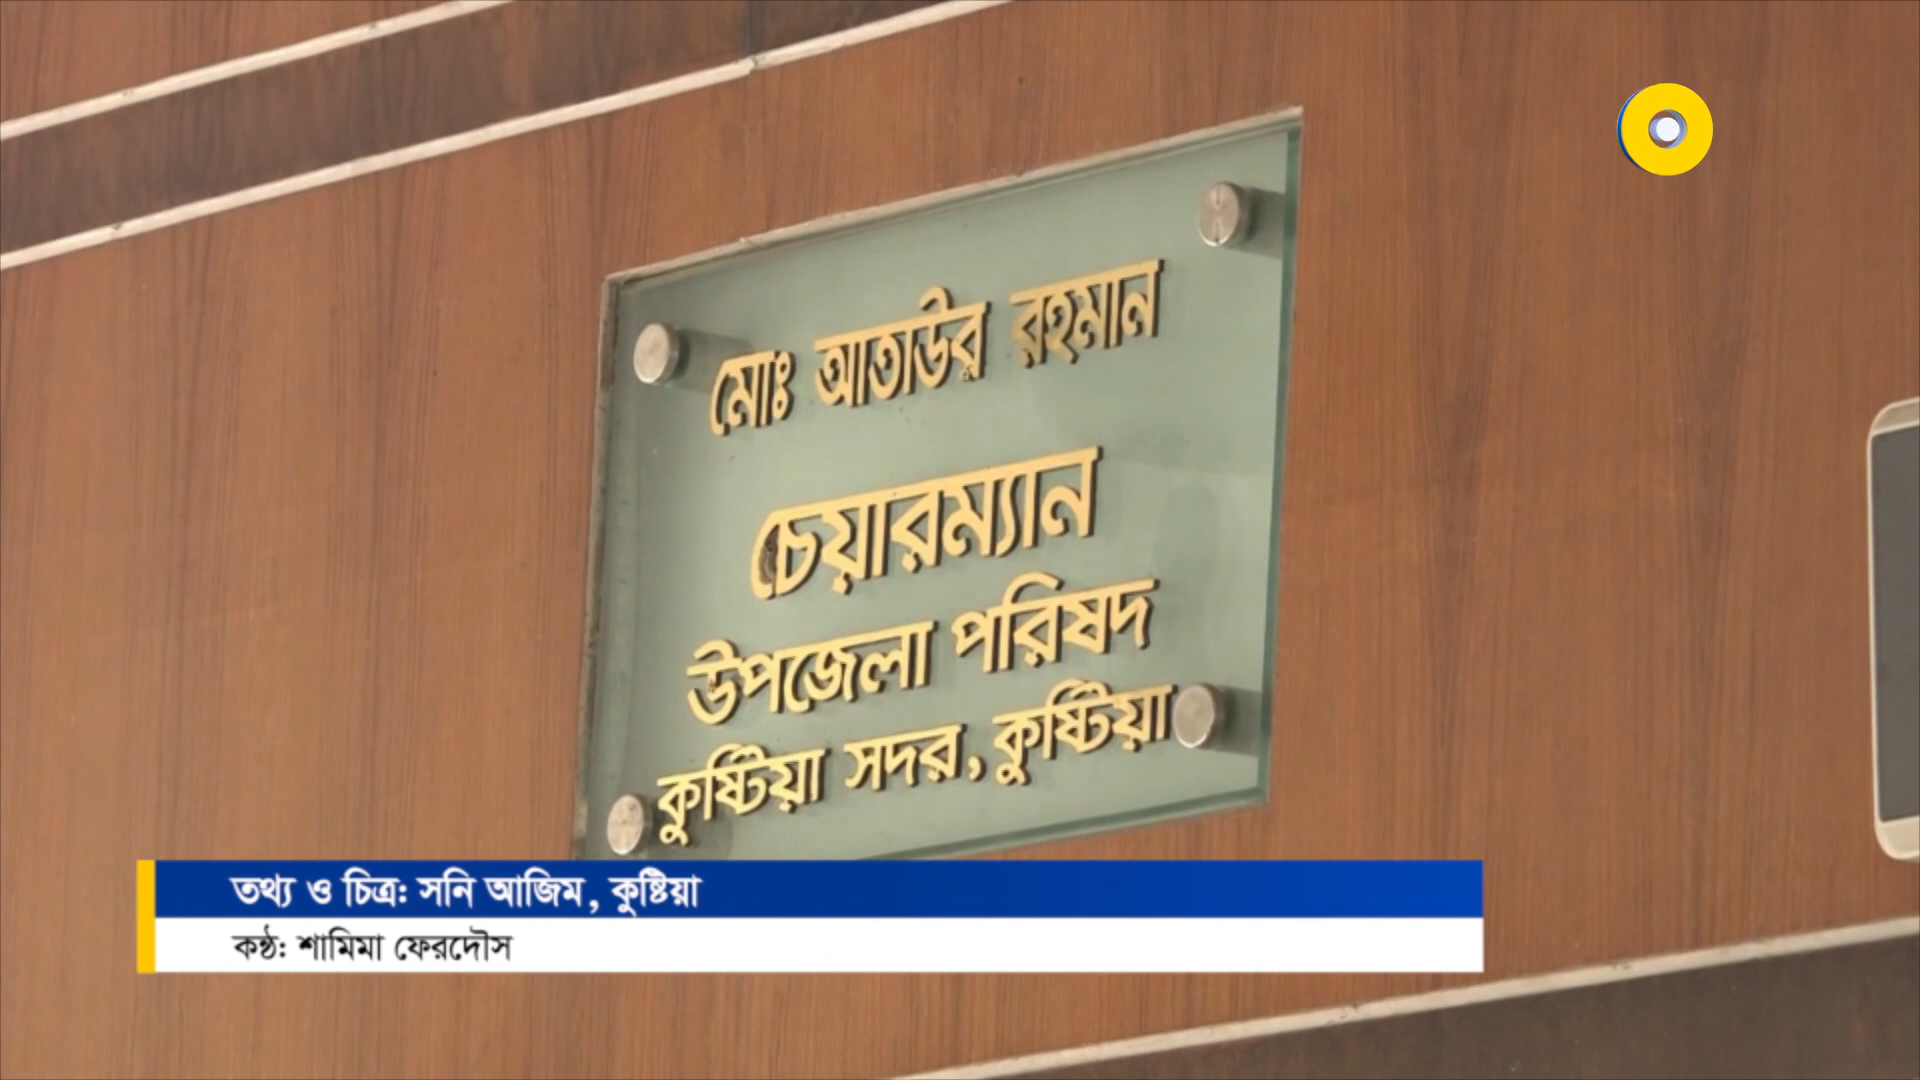 মোঃ আতাউর রহমান
চেয়ারম্যান
উপজেলা পরিষদ
কুষ্টিয়া সদর, কুষ্টিয়া
তথ্য ও চিত্র: সনি আজিম, কুষ্টিয়া
কন্ঠ: শামিমা ফেরদৌস